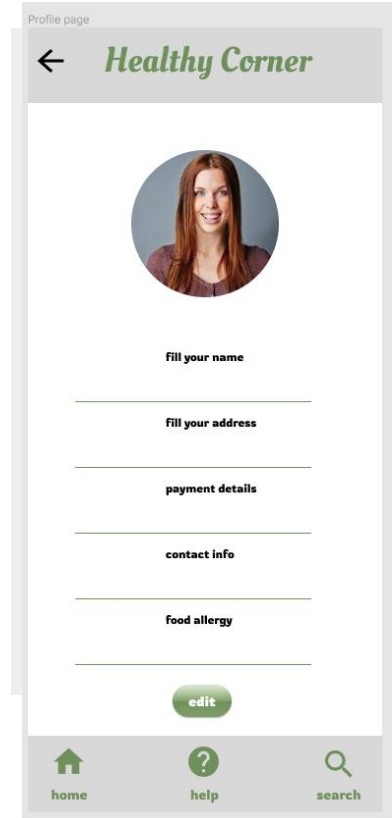 Profile page
Healthy Corner
fill your name
fill your address
payment details
contact info
food allergy
edit
home help search